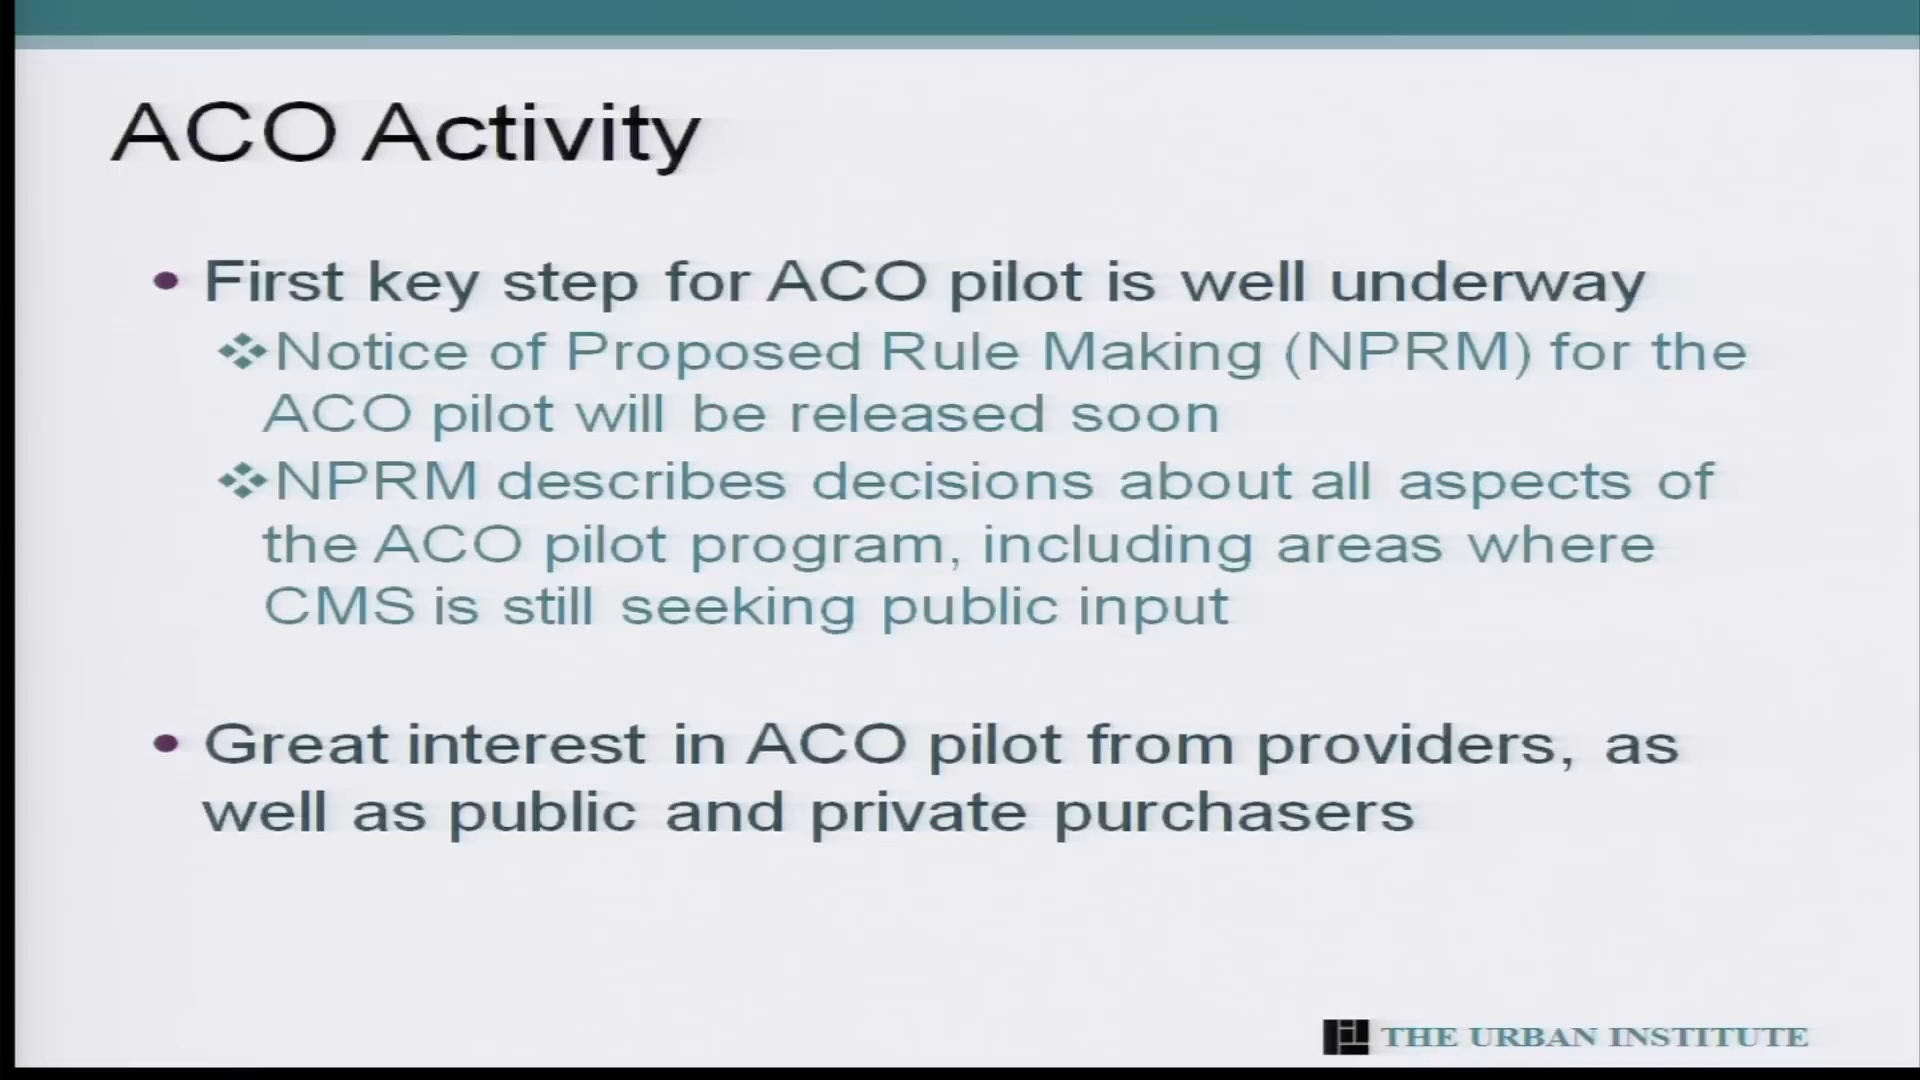 ACO Activity
• First key step for ACO pilot is well underway
❖Notice of Proposed Rule Making (NPRM) for the
ACO pilot will be released soon
❖NPRM describes decisions about all aspects of
the ACO pilot program, including areas where
CMS is still seeking public input
• Great interest in ACO pilot from providers, as
well as public and private purchasers
THE URBAN INSTITUTE